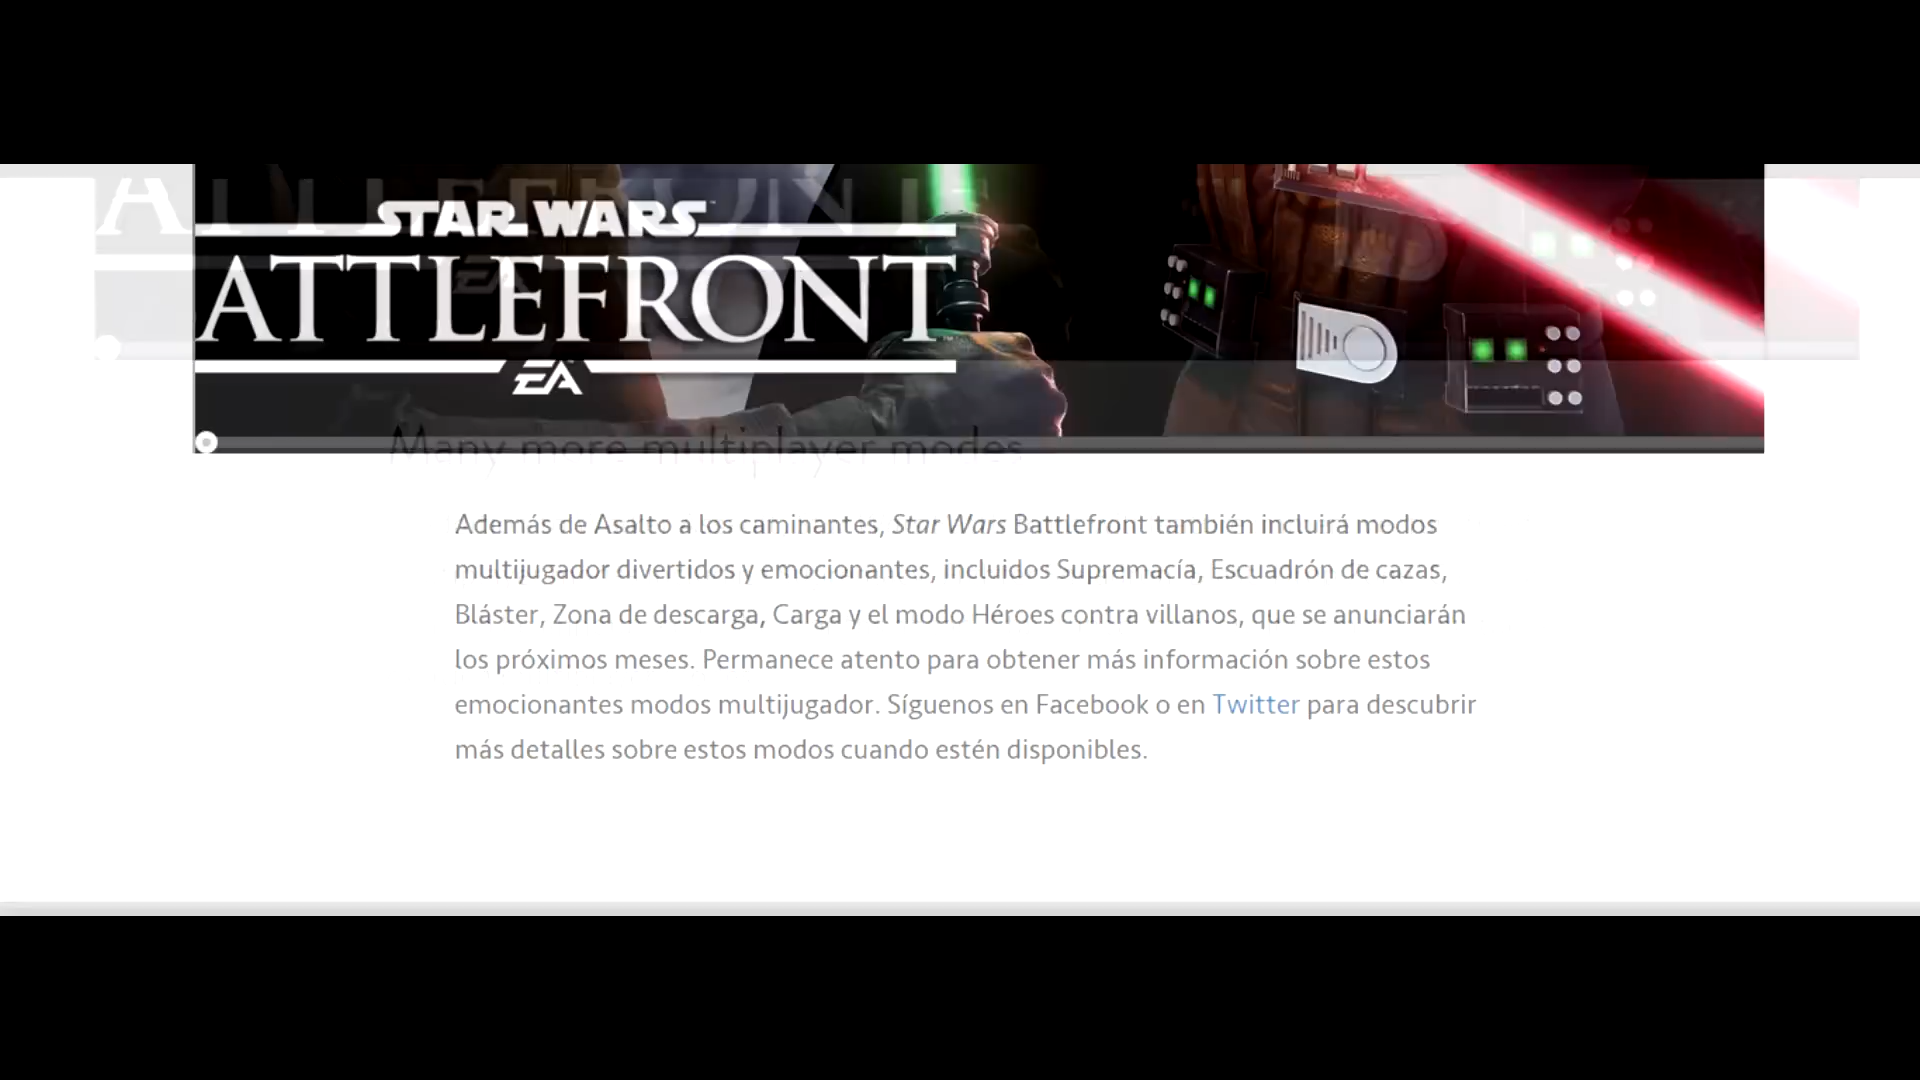 STAR WARS
ATTLEFRONT
EA
Many more multiplayer modes
Además de Asalto a los caminantes, Star Wars Battlefront también incluirá modos
multijugador divertidos y emocionantes, incluidos Supremacía, Escuadrón de cazas,
Bláster, Zona de descarga, Carga y el modo Héroes contra villanos, que se anunciarán
los próximos meses. Permanece atento para obtener más información sobre estos
emocionantes modos multijugador. Síguenos en Facebook o en Twitter para descubrir
más detalles sobre estos modos cuando estén disponibles.